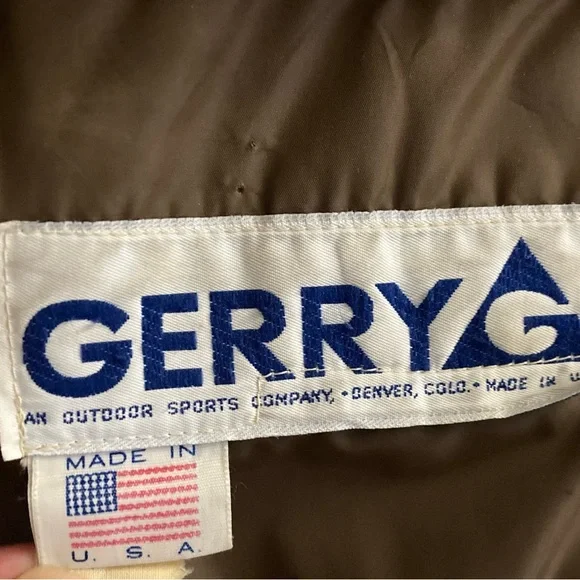 GERRY G
AN OUTDOOR SPORTS COMPANY, • DENVER, COLO. • MADE IN U
MADE IN
U. S. A.